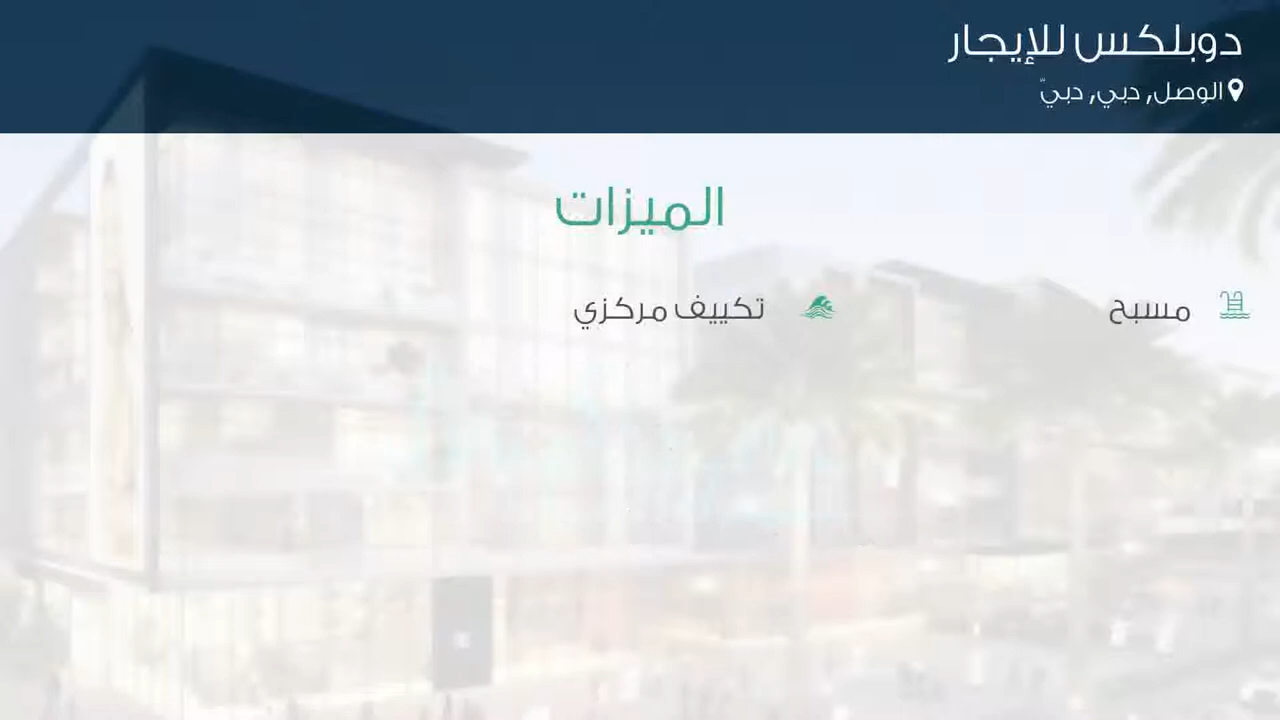 دوبلكس للإيجار
الوصل, دبي, دبيّ
الميزات
مسبح
تكييف مركزي